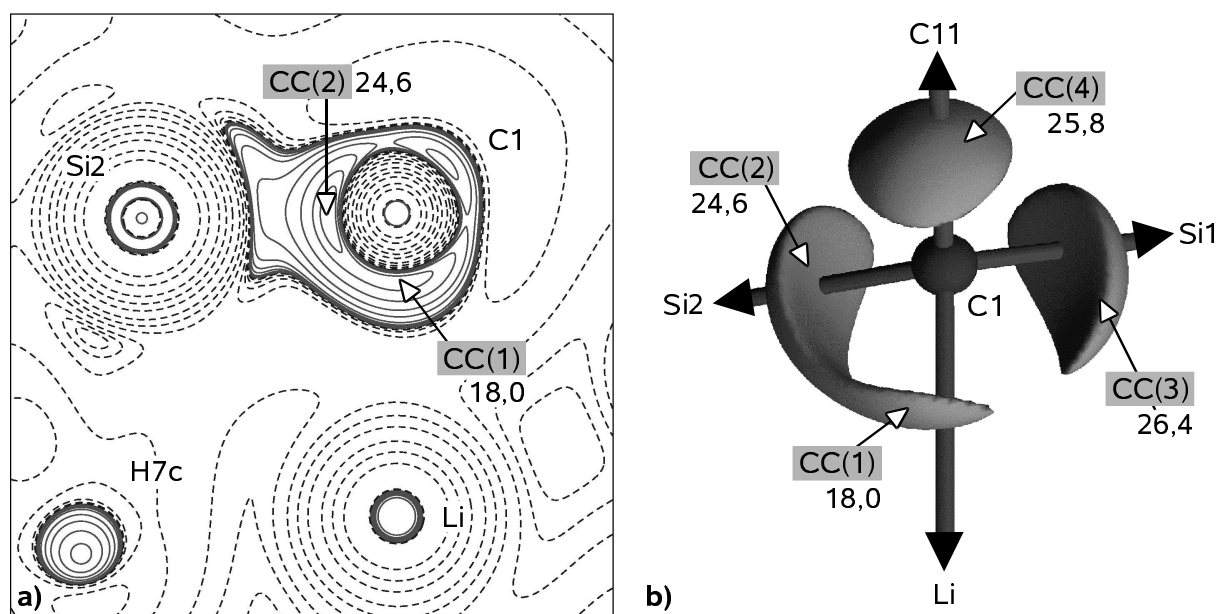 CC(2) 24,6
C1
Si2
CC(1)
18,0
H7c
Li
a)
C11
CC(4)
25,8
CC(2)
24,6
Si1
Si2
C1
CC(3)
26,4
CC(1)
18,0
Li
b)